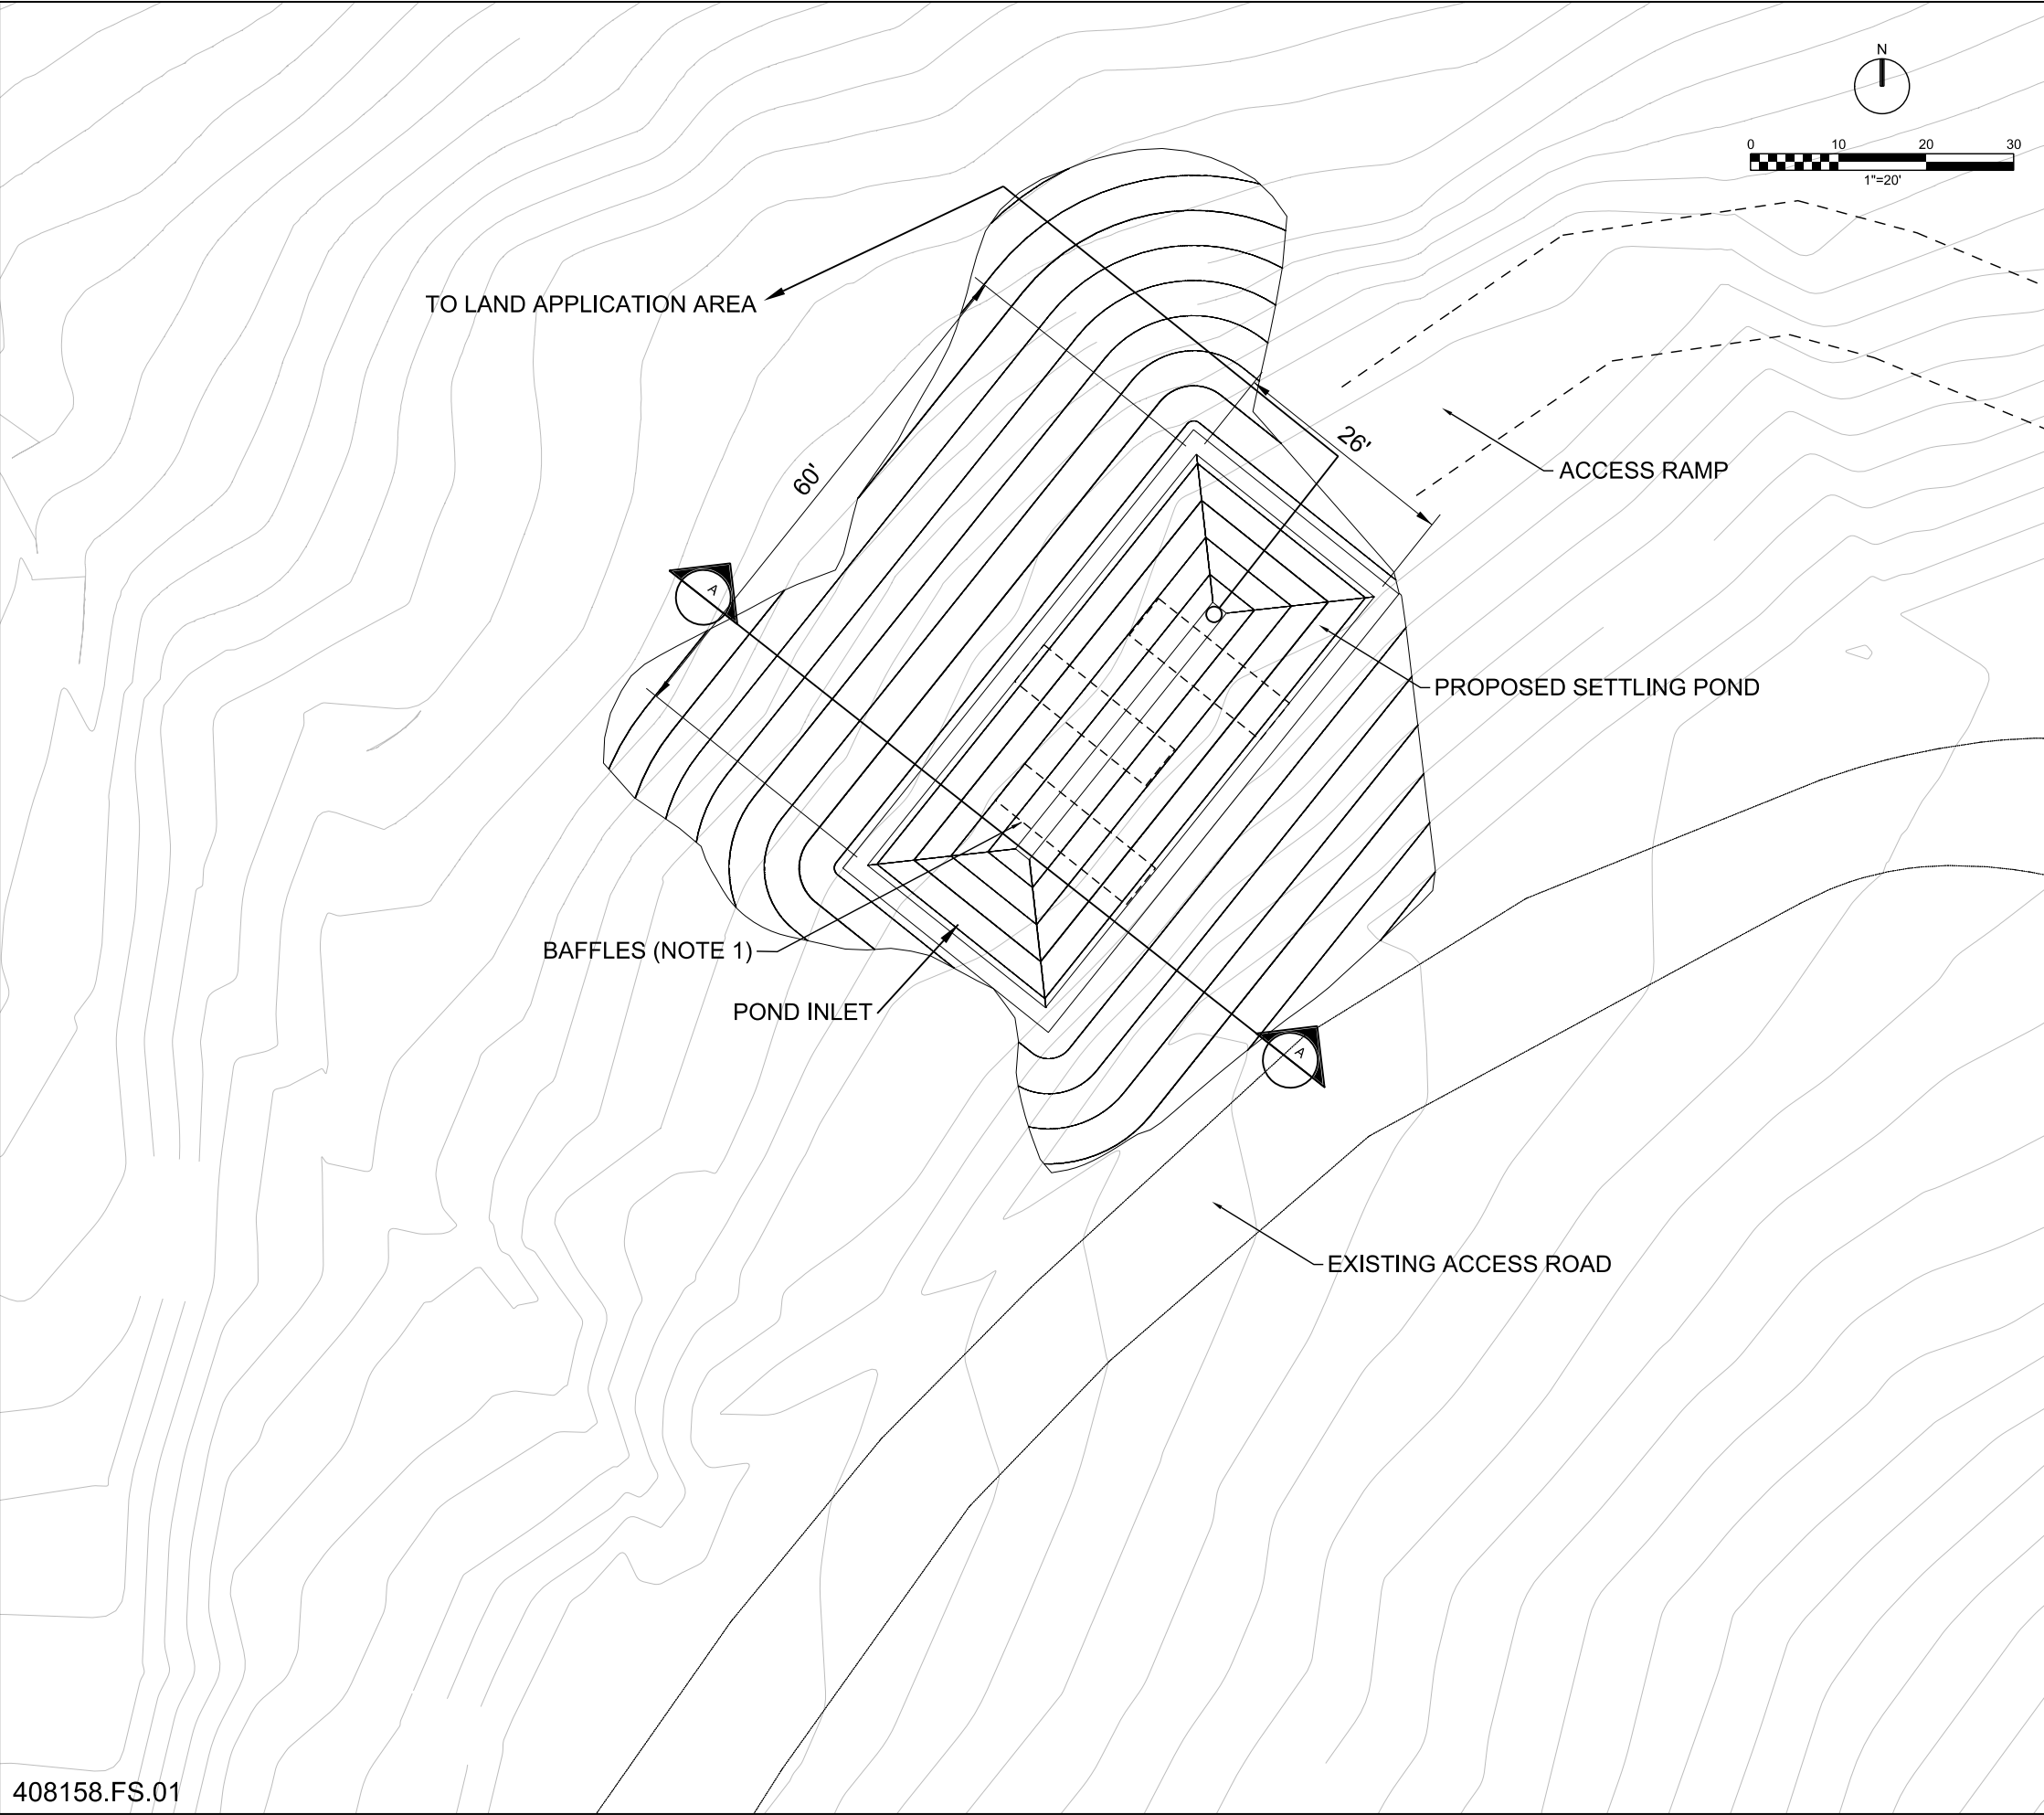 N
0 10 20 30
1"=20'
TO LAND APPLICATION AREA
26'
ACCESS RAMP
60'
A
PROPOSED SETTLING POND
BAFFLES (NOTE 1)
POND INLET
A
EXISTING ACCESS ROAD
408158.FS.01